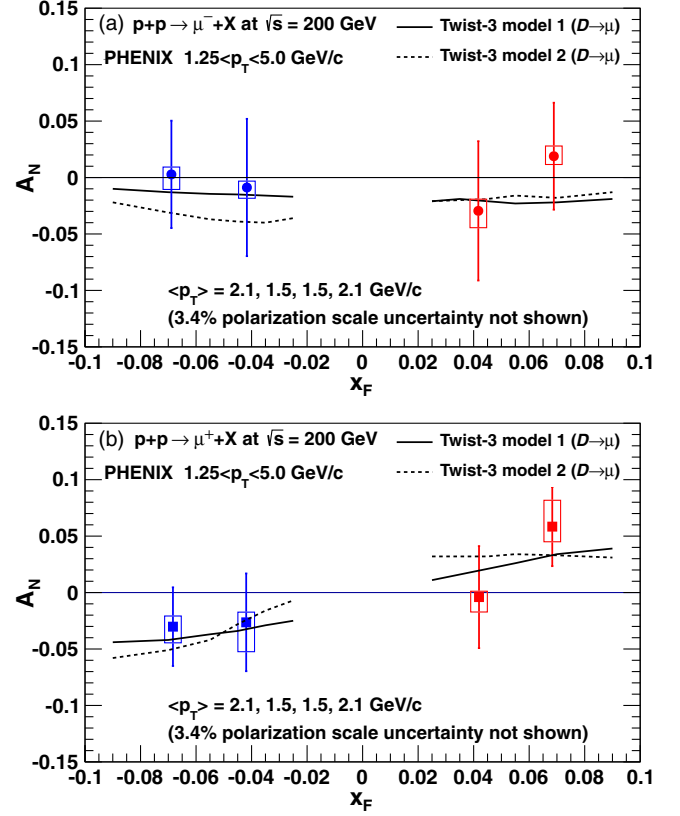 (a) p+p → μ⁻+X at √s = 200 GeV
PHENIX 1.25<p_T<5.0 GeV/c
Twist-3 model 1 (D→μ)
Twist-3 model 2 (D→μ)
0.15
0.1
0.05
0
-0.05
-0.1
-0.15
A_N
<p_T> = 2.1, 1.5, 1.5, 2.1 GeV/c
(3.4% polarization scale uncertainty not shown)
-0.1 -0.08 -0.06 -0.04 -0.02 0 0.02 0.04 0.06 0.08 0.1
x_F
(b) p+p → μ⁺+X at √s = 200 GeV
PHENIX 1.25<p_T<5.0 GeV/c
Twist-3 model 1 (D→μ)
Twist-3 model 2 (D→μ)
0.15
0.1
0.05
0
-0.05
-0.1
-0.15
A_N
<p_T> = 2.1, 1.5, 1.5, 2.1 GeV/c
(3.4% polarization scale uncertainty not shown)
-0.1 -0.08 -0.06 -0.04 -0.02 0 0.02 0.04 0.06 0.08 0.1
x_F